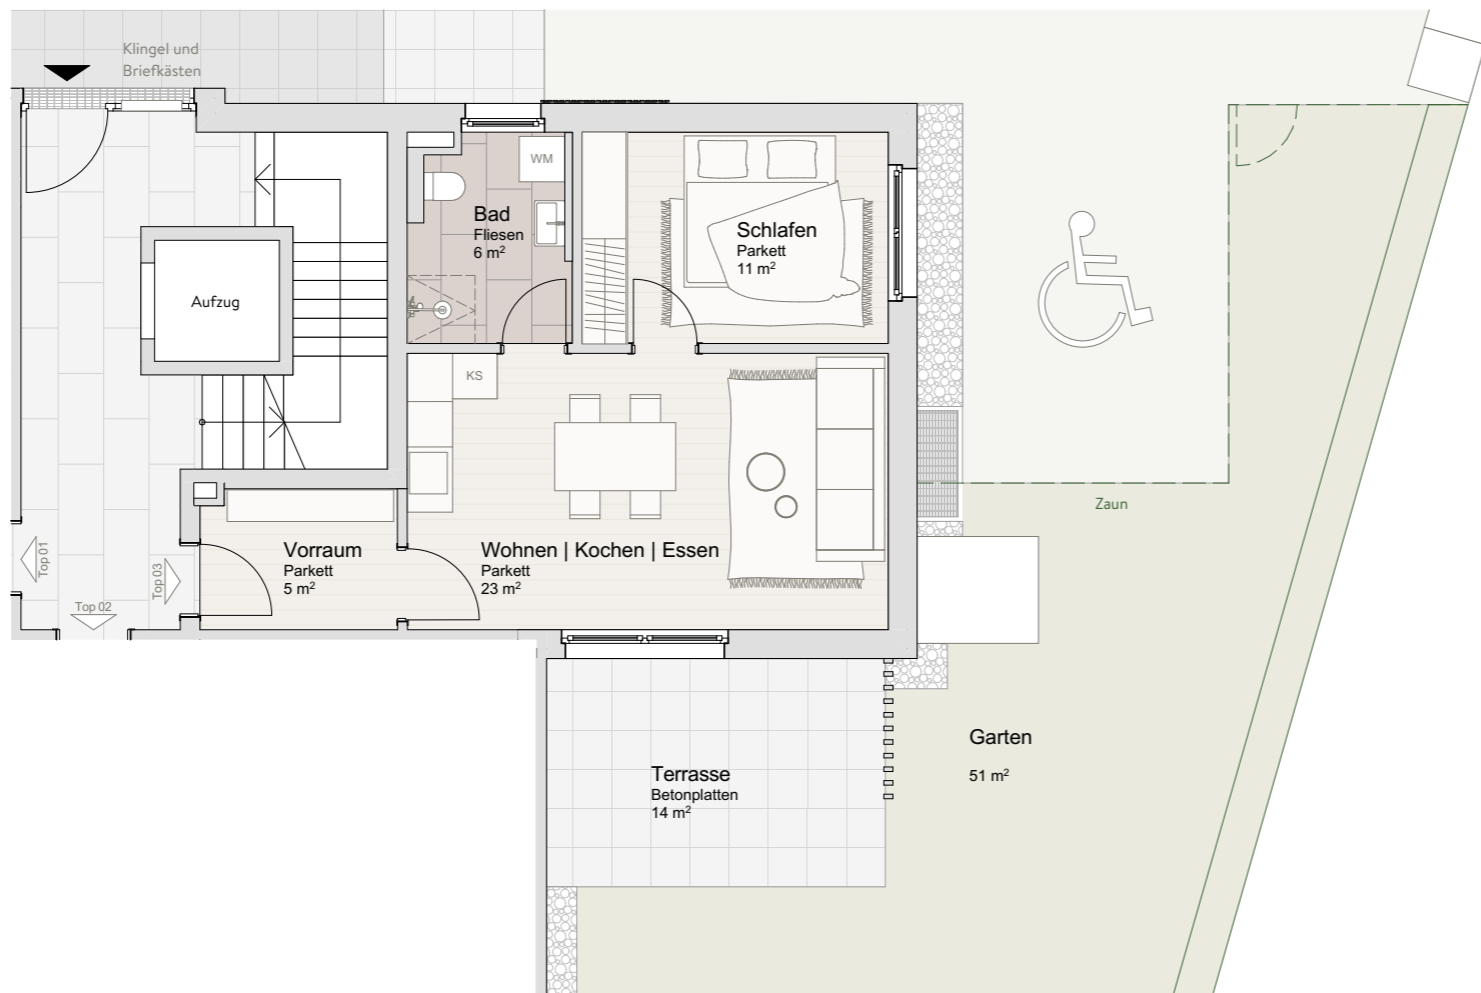 Klingel und
Briefkästen
WM
Bad
Fliesen
6 m²
Schlafen
Parkett
11 m²
Aufzug
KS
Zaun
Vorraum
Parkett
5 m²
Wohnen | Kochen | Essen
Parkett
23 m²
Top 01
Top 03
Top 02
Garten
51 m²
Terrasse
Betonplatten
14 m²